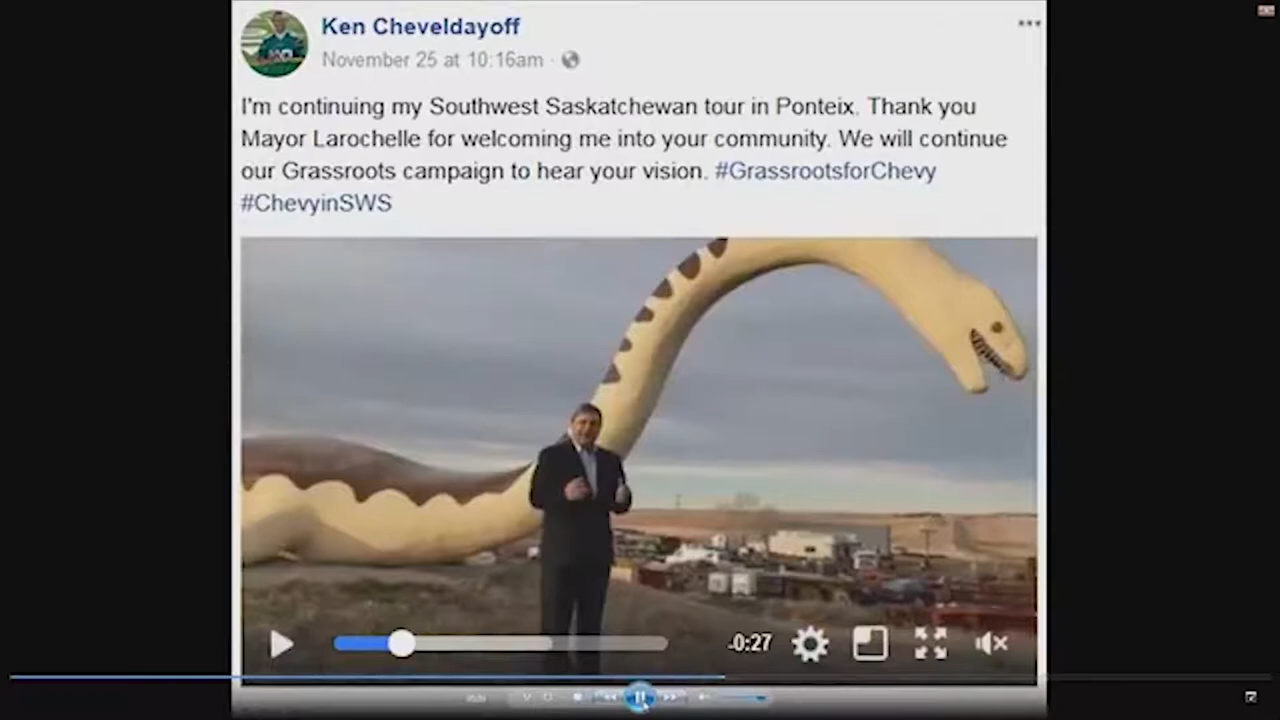 Ken Cheveldayoff
November 25 at 10:16am ·
I'm continuing my Southwest Saskatchewan tour in Ponteix. Thank you
Mayor Larochelle for welcoming me into your community. We will continue
our Grassroots campaign to hear your vision. #GrassrootsforChevy
#ChevyinSWS
-0:27